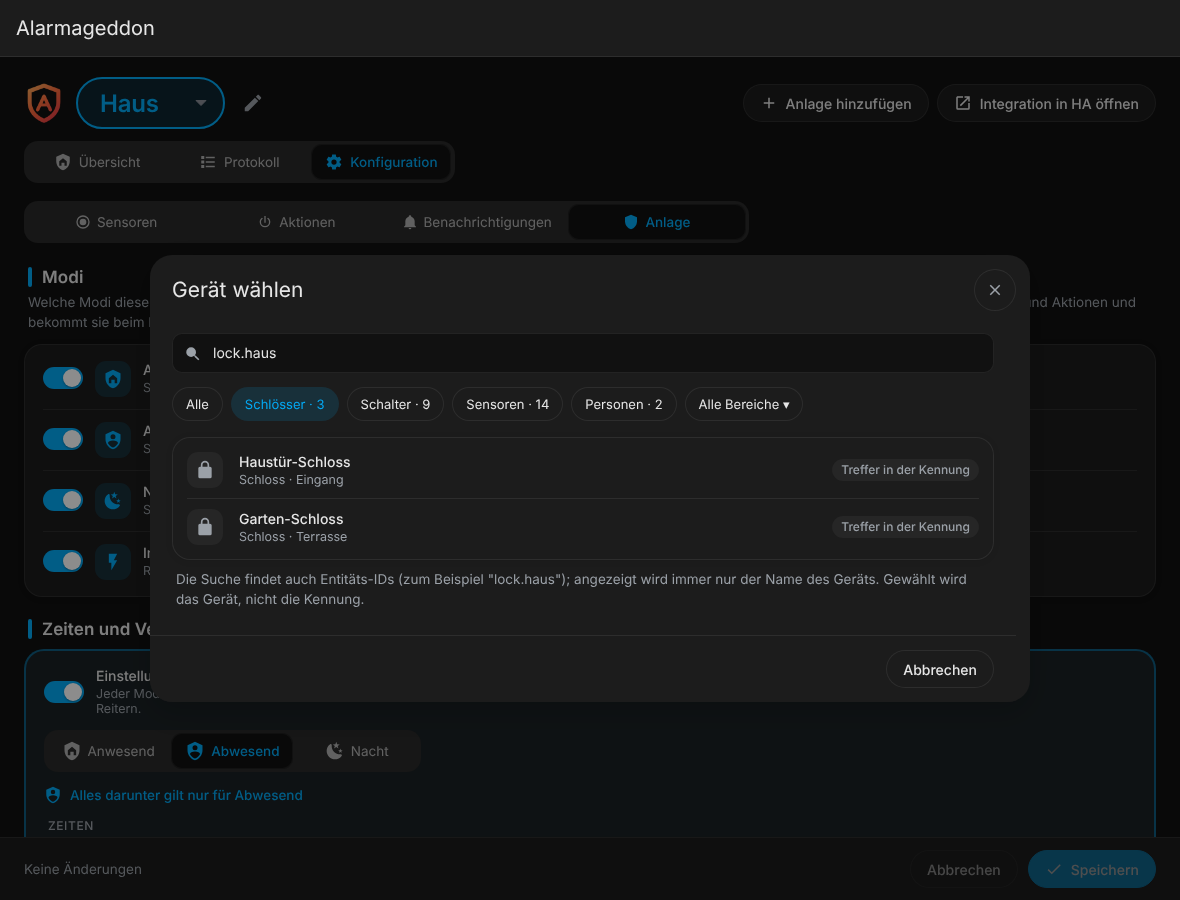 Alarmageddon
Haus
Anlage hinzufügen
Integration in HA öffnen
Übersicht
Protokoll
Konfiguration
Sensoren
Aktionen
Benachrichtigungen
Anlage
Modi
Welche Modi diese
nd Aktionen und
bekommt sie beim
Gerät wählen
lock.haus
Alle
Schlösser · 3
Schalter · 9
Sensoren · 14
Personen · 2
Alle Bereiche ▾
Haustür-Schloss
Schloss · Eingang
Treffer in der Kennung
Garten-Schloss
Schloss · Terrasse
Treffer in der Kennung
Die Suche findet auch Entitäts-IDs (zum Beispiel "lock.haus"); angezeigt wird immer nur der Name des Geräts. Gewählt wird
das Gerät, nicht die Kennung.
Abbrechen
Zeiten und Ve
Einstellu
Jeder Mod
Reitern.
Anwesend
Abwesend
Nacht
Alles darunter gilt nur für Abwesend
ZEITEN
Keine Änderungen
Abbrechen
Speichern